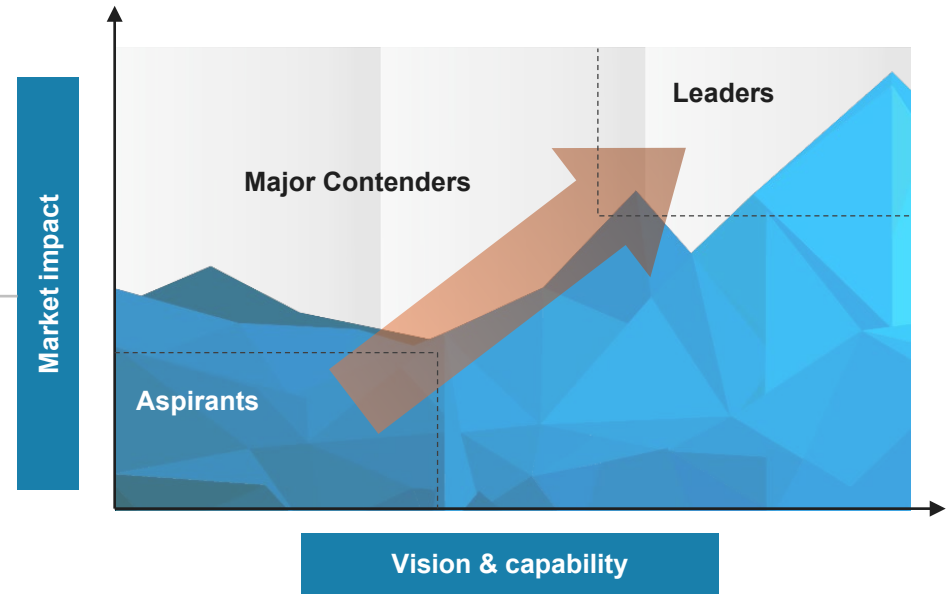 Leaders
Major Contenders
Market impact
Aspirants
Vision & capability